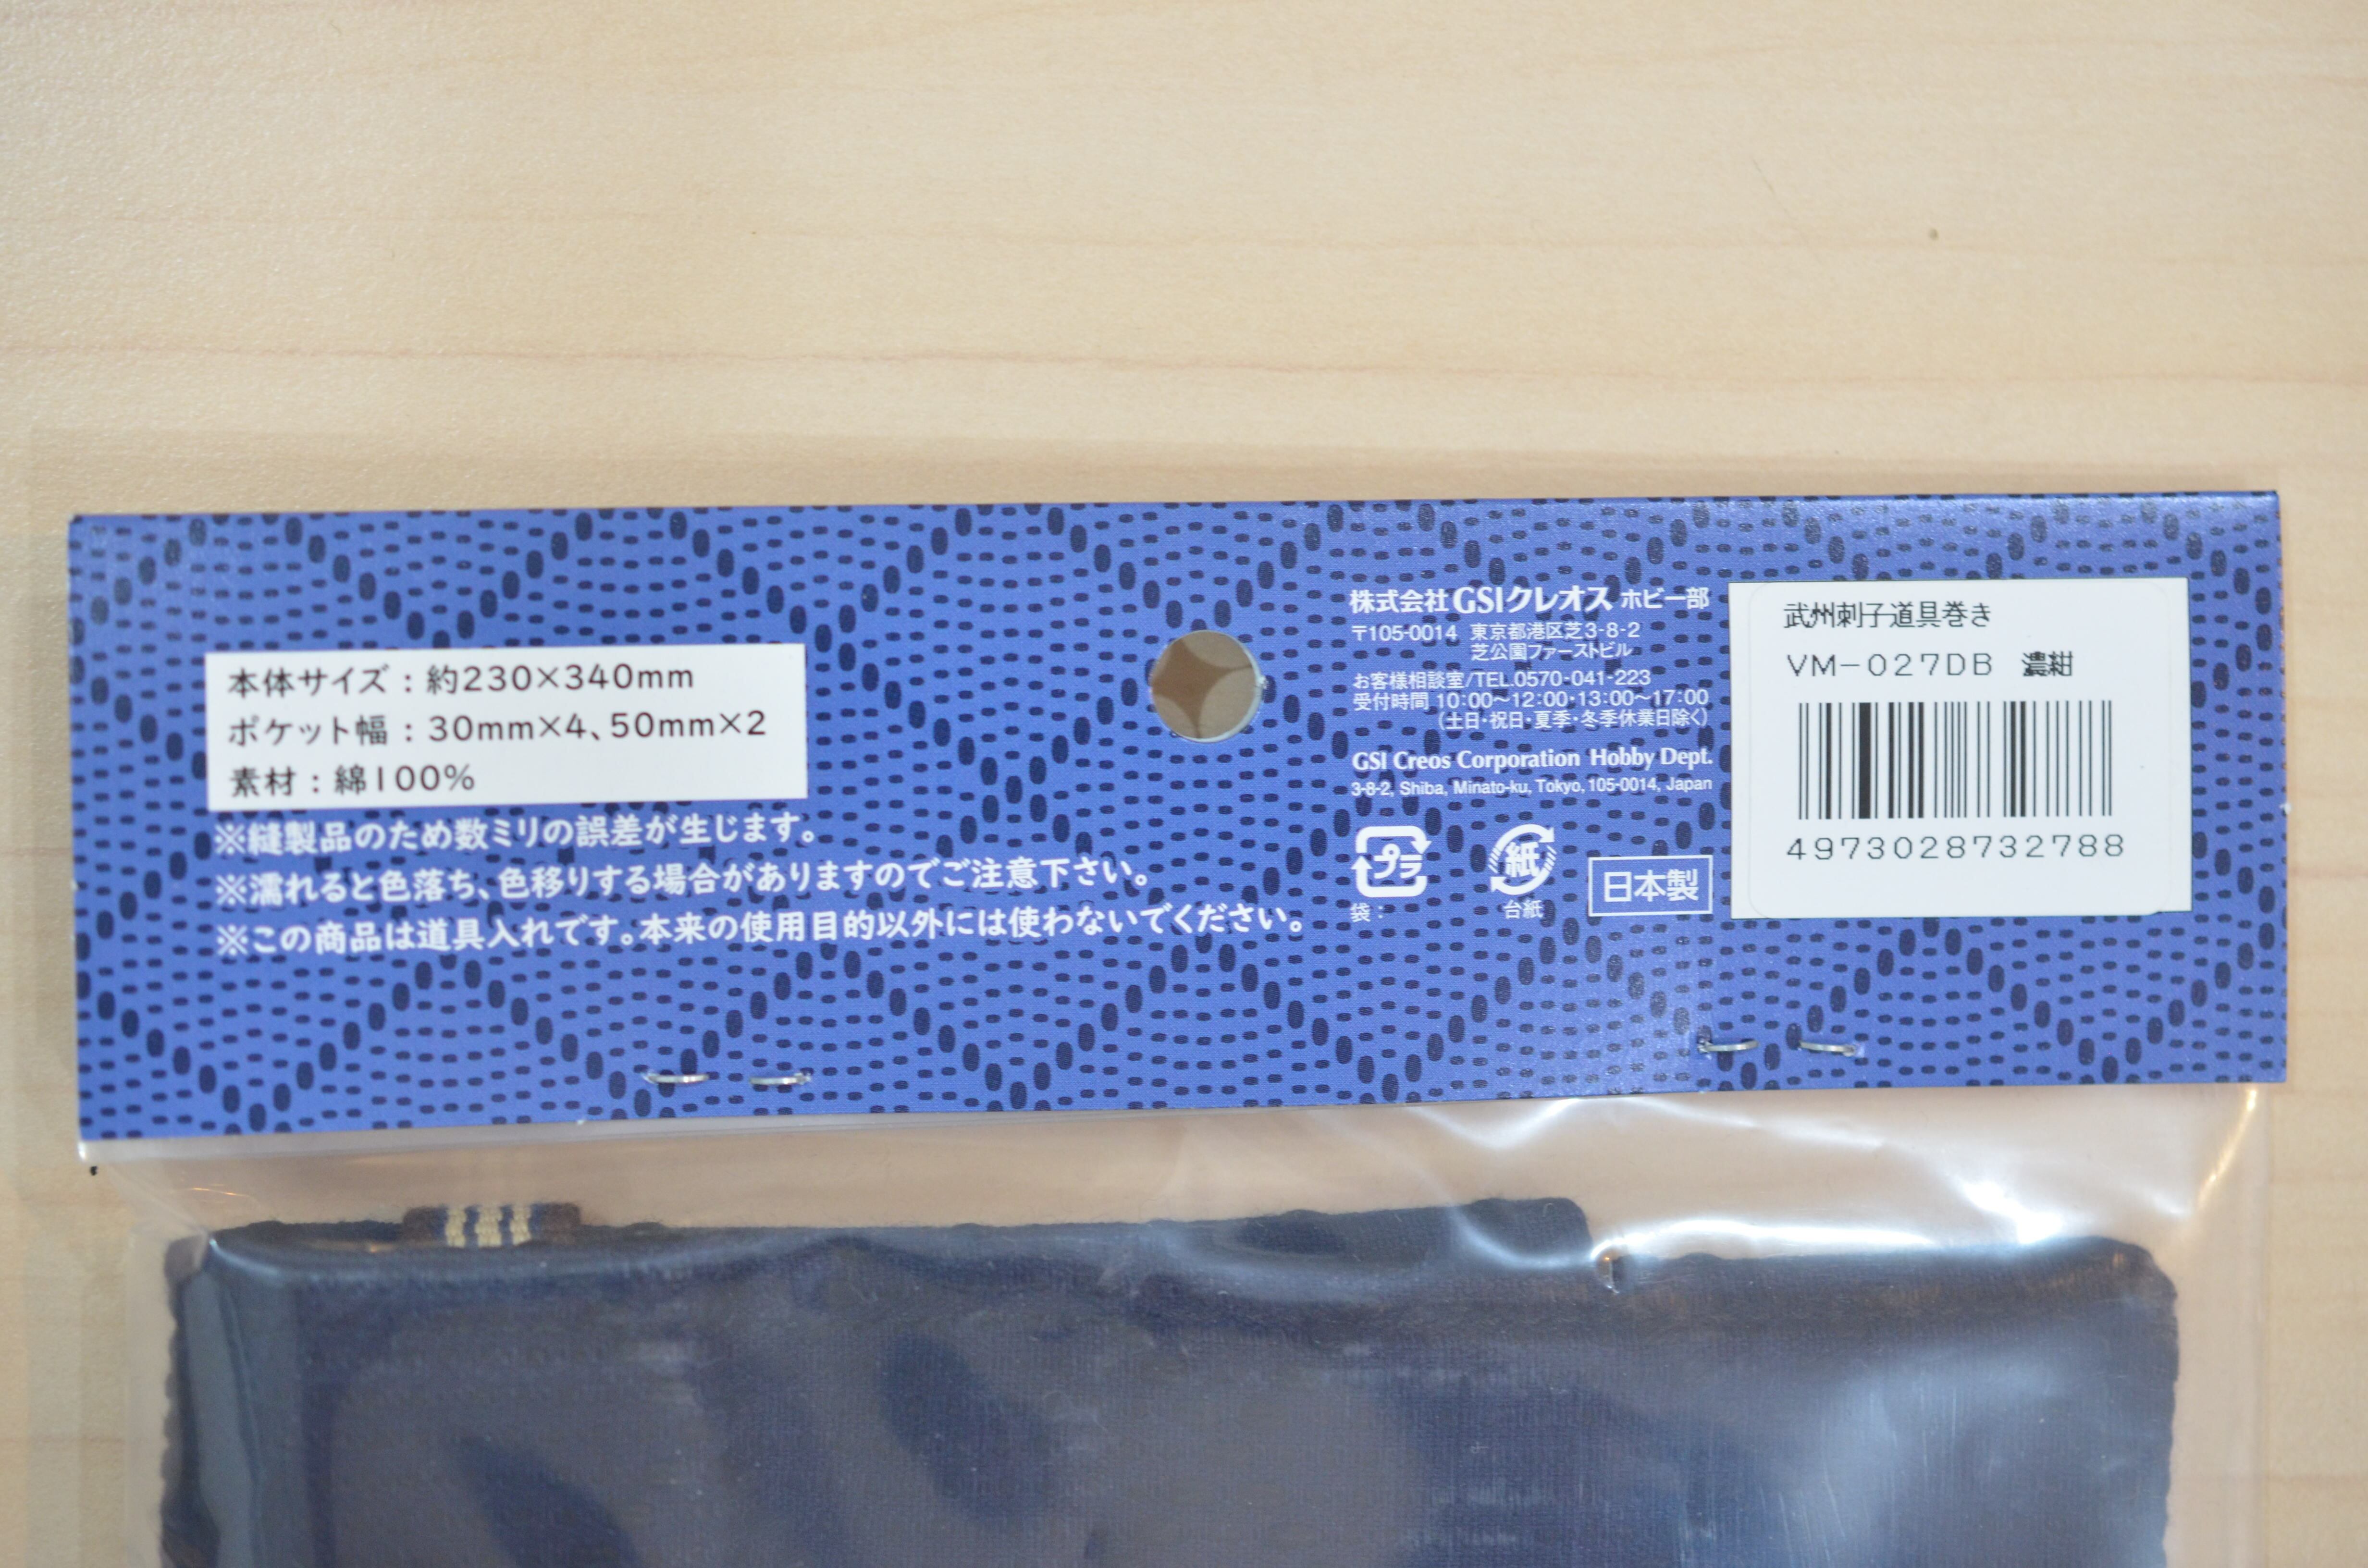 本体サイズ：約230×340mm
ポケット幅：30mm×4、50mm×2
素材：綿100%
※縫製品のため数ミリの誤差が生じます。
※濡れると色落ち、色移りする場合がありますのでご注意下さい。
※この商品は道具入れです。本来の使用目的以外には使わないでください。
株式会社GSIクレオス ホビー部
〒105-0014 東京都港区芝3-8-2
芝公園ファーストビル
お客様相談室/TEL.0570-041-223
受付時間 10:00〜12:00・13:00〜17:00
(土日・祝日・夏季・冬季休業日除く)
GSI Creos Corporation Hobby Dept.
3-8-2, Shiba, Minato-ku, Tokyo, 105-0014, Japan
プラ
袋：
紙
台紙
日本製
武州刺子道具巻き
VM-027DB 濃紺
4973028732788